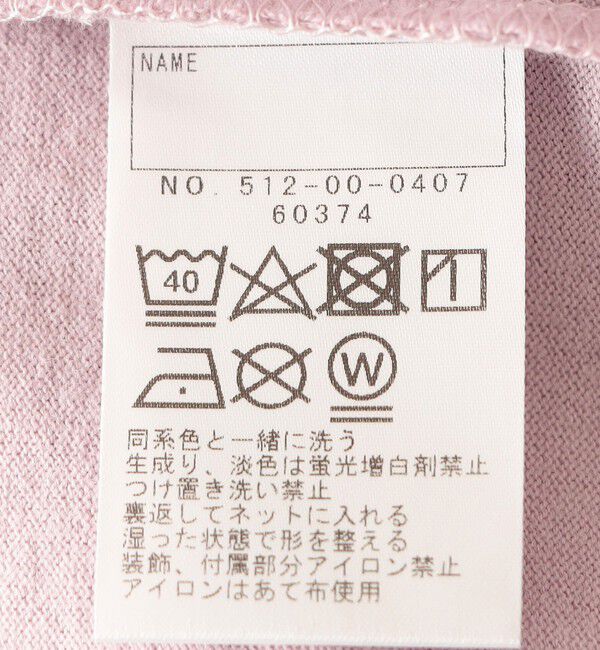 NAME
NO. 512-00-0407
60374
40
W
同系色と一緒に洗う
生成り、淡色は蛍光増白剤禁止
つけ置き洗い禁止
裏返してネットに入れる
湿った状態で形を整える
装飾、付属部分アイロン禁止
アイロンはあて布使用